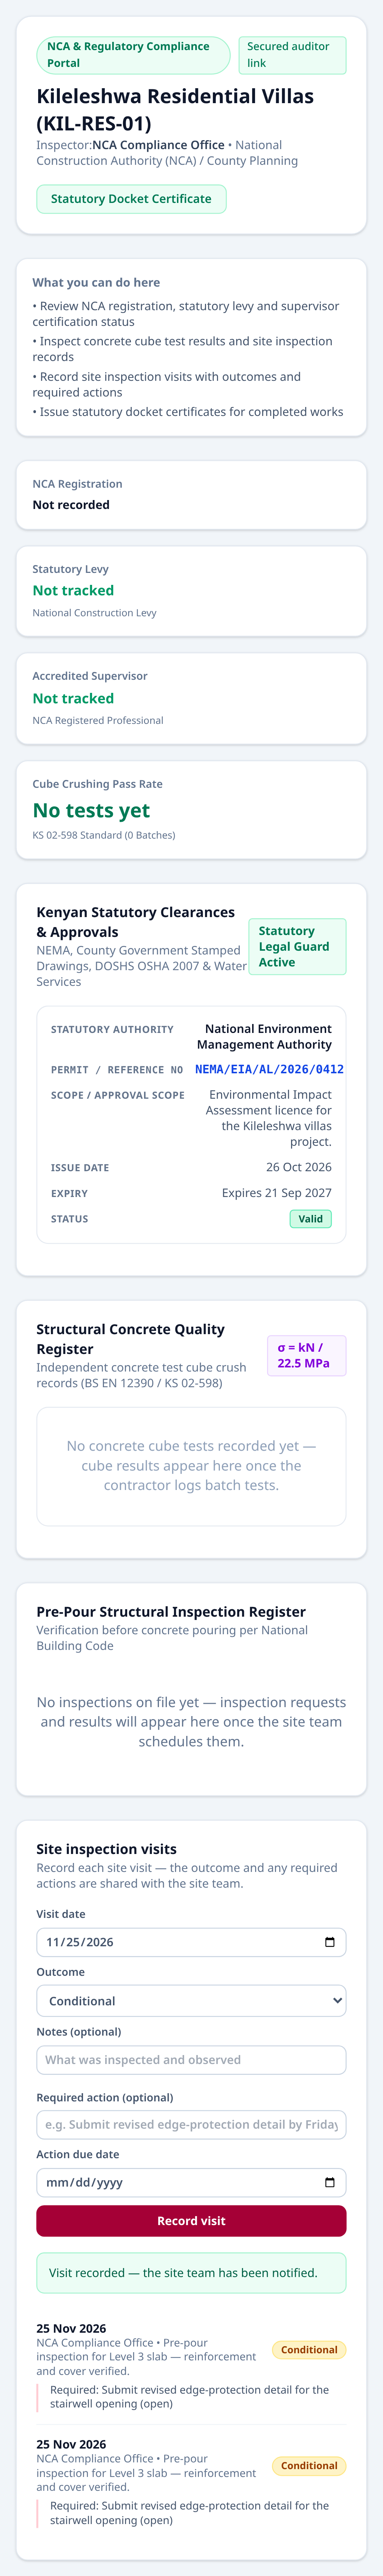 NCA & Regulatory Compliance
Portal
Secured auditor
link
Kileleshwa Residential Villas
(KIL-RES-01)
Inspector:NCA Compliance Office • National
Construction Authority (NCA) / County Planning
Statutory Docket Certificate
What you can do here
• Review NCA registration, statutory levy and supervisor
certification status
• Inspect concrete cube test results and site inspection
records
• Record site inspection visits with outcomes and
required actions
• Issue statutory docket certificates for completed works
NCA Registration
Not recorded
Statutory Levy
Not tracked
National Construction Levy
Accredited Supervisor
Not tracked
NCA Registered Professional
Cube Crushing Pass Rate
No tests yet
KS 02-598 Standard (0 Batches)
Kenyan Statutory Clearances
& Approvals
NEMA, County Government Stamped
Drawings, DOSHS OSHA 2007 & Water
Services
Statutory
Legal Guard
Active
STATUTORY AUTHORITY
National Environment
Management Authority
PERMIT / REFERENCE NO
NEMA/EIA/AL/2026/0412
SCOPE / APPROVAL SCOPE
Environmental Impact
Assessment licence for
the Kileleshwa villas
project.
ISSUE DATE
26 Oct 2026
EXPIRY
Expires 21 Sep 2027
STATUS
Valid
Structural Concrete Quality
Register
Independent concrete test cube crush
records (BS EN 12390 / KS 02-598)
σ = kN /
22.5 MPa
No concrete cube tests recorded yet —
cube results appear here once the
contractor logs batch tests.
Pre-Pour Structural Inspection Register
Verification before concrete pouring per National
Building Code
No inspections on file yet — inspection requests
and results will appear here once the site team
schedules them.
Site inspection visits
Record each site visit — the outcome and any required
actions are shared with the site team.
Visit date
11/25/2026
Outcome
Conditional
Notes (optional)
What was inspected and observed
Required action (optional)
e.g. Submit revised edge-protection detail by Friday
Action due date
mm/dd/yyyy
Record visit
Visit recorded — the site team has been notified.
25 Nov 2026
NCA Compliance Office • Pre-pour
inspection for Level 3 slab — reinforcement
and cover verified.
Conditional
Required: Submit revised edge-protection detail for the
stairwell opening (open)
25 Nov 2026
NCA Compliance Office • Pre-pour
inspection for Level 3 slab — reinforcement
and cover verified.
Conditional
Required: Submit revised edge-protection detail for the
stairwell opening (open)